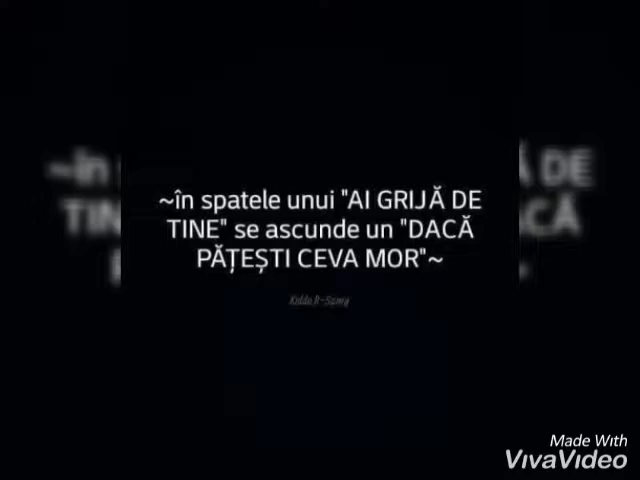 ~în spatele unui "AI GRIJĂ DE
TINE" se ascunde un "DACĂ
PĂȚEȘTI CEVA MOR"~
Made With
VivaVideo